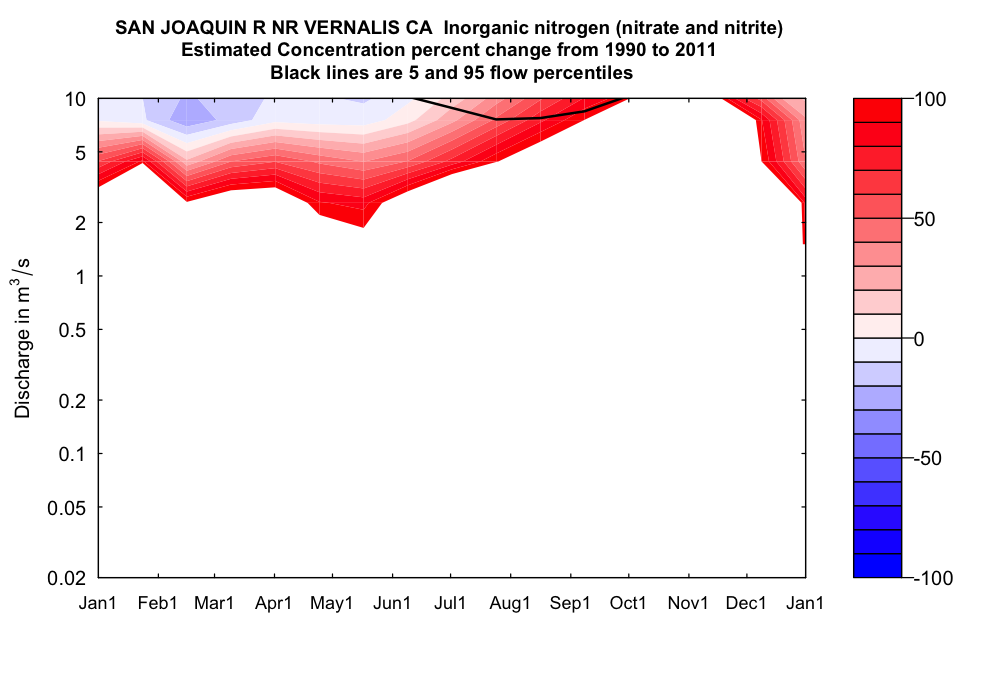 SAN JOAQUIN R NR VERNALIS CA  Inorganic nitrogen (nitrate and nitrite)
Estimated Concentration percent change from 1990 to 2011
Black lines are 5 and 95 flow percentiles
10
5
2
1
0.5
0.2
0.1
0.05
0.02
Discharge in m³/s
Jan1 Feb1 Mar1 Apr1 May1 Jun1 Jul1 Aug1 Sep1 Oct1 Nov1 Dec1 Jan1
100
50
0
-50
-100